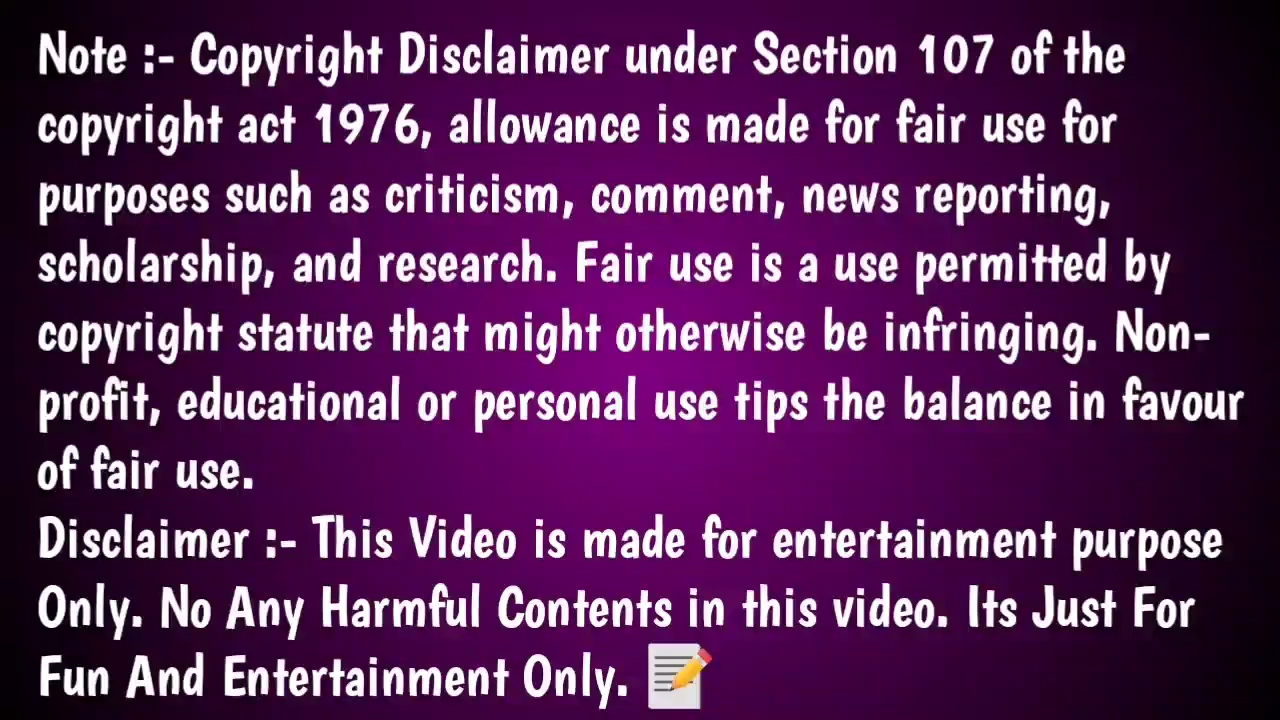 Note :- Copyright Disclaimer under Section 107 of the
copyright act 1976, allowance is made for fair use for
purposes such as criticism, comment, news reporting,
scholarship, and research. Fair use is a use permitted by
copyright statute that might otherwise be infringing. Non-
profit, educational or personal use tips the balance in favour
of fair use.
Disclaimer :- This Video is made for entertainment purpose
Only. No Any Harmful Contents in this video. Its Just For
Fun And Entertainment Only. 📝